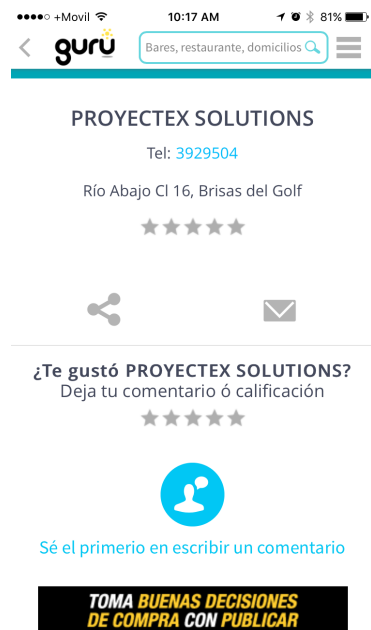 +Movil 10:17 AM 81%
gurú Bares, restaurante, domicilios
PROYECTEX SOLUTIONS
Tel: 3929504
Río Abajo Cl 16, Brisas del Golf
¿Te gustó PROYECTEX SOLUTIONS?
Deja tu comentario ó calificación
Sé el primerio en escribir un comentario
TOMA BUENAS DECISIONES
DE COMPRA CON PUBLICAR